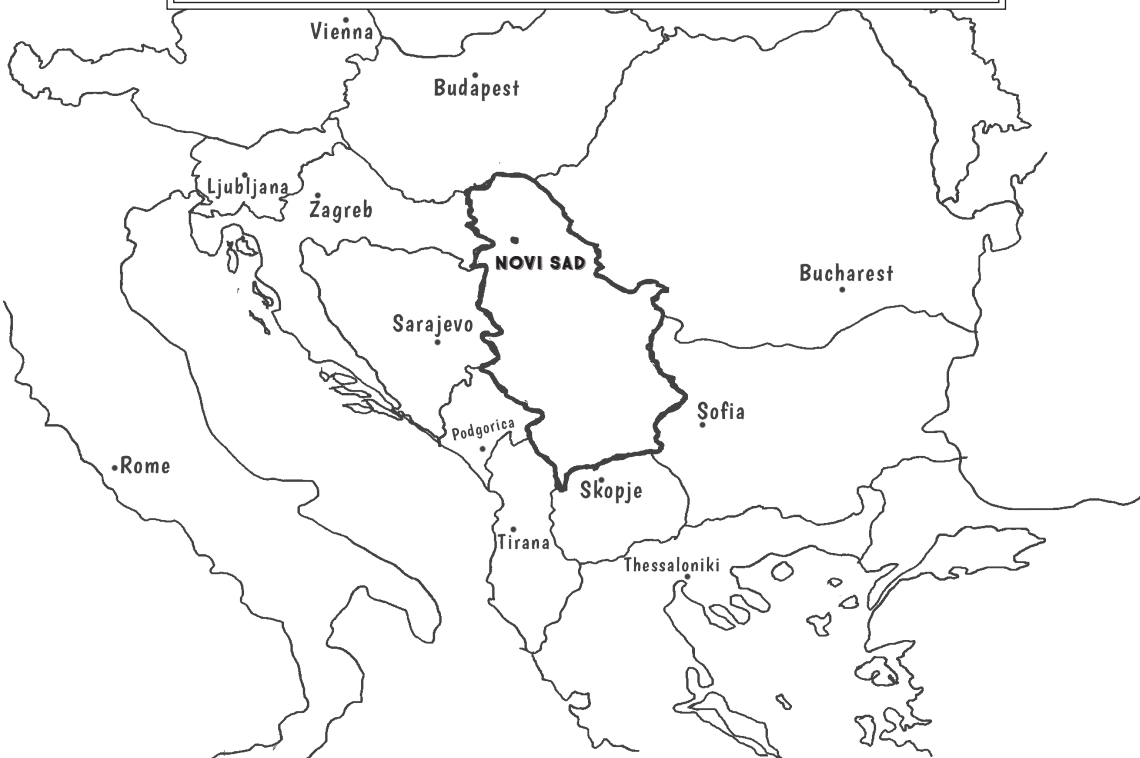 Vienna
Budapest
Ljubljana
Zagreb
NOVI SAD
Bucharest
Sarajevo
Sofia
Podgorica
Rome
Skopje
Tirana
Thessaloniki